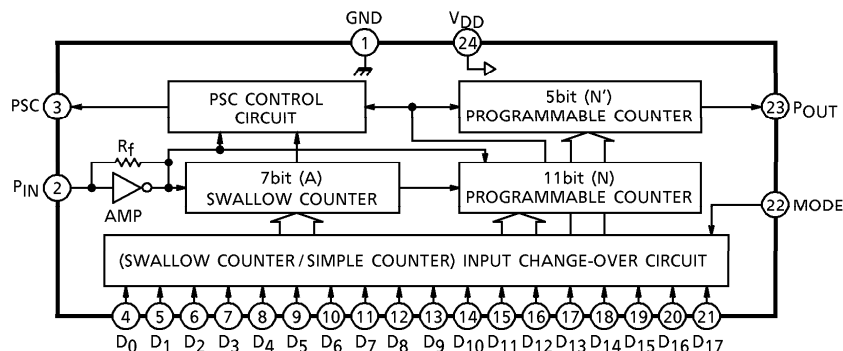 GND
1
VDD
24
PSC
3
PSC CONTROL
CIRCUIT
5bit (N')
PROGRAMMABLE COUNTER
23
POUT
Rf
PIN
2
AMP
7bit (A)
SWALLOW COUNTER
11bit (N)
PROGRAMMABLE COUNTER
22
MODE
(SWALLOW COUNTER/SIMPLE COUNTER) INPUT CHANGE-OVER CIRCUIT
4 5 6 7 8 9 10 11 12 13 14 15 16 17 18 19 20 21
D0 D1 D2 D3 D4 D5 D6 D7 D8 D9 D10 D11 D12 D13 D14 D15 D16 D17